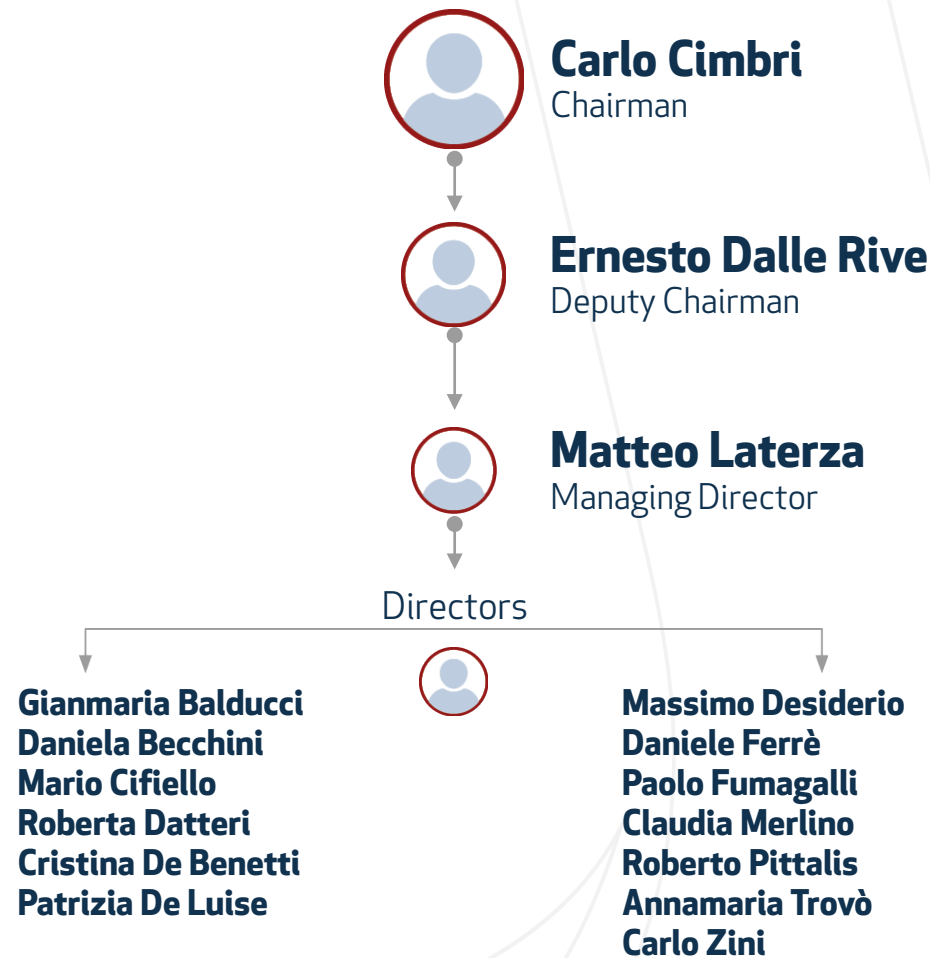 Carlo Cimbri
Chairman
Ernesto Dalle Rive
Deputy Chairman
Matteo Laterza
Managing Director
Directors
Gianmaria Balducci
Daniela Becchini
Mario Cifiello
Roberta Datteri
Cristina De Benetti
Patrizia De Luise
Massimo Desiderio
Daniele Ferrè
Paolo Fumagalli
Claudia Merlino
Roberto Pittalis
Annamaria Trovò
Carlo Zini